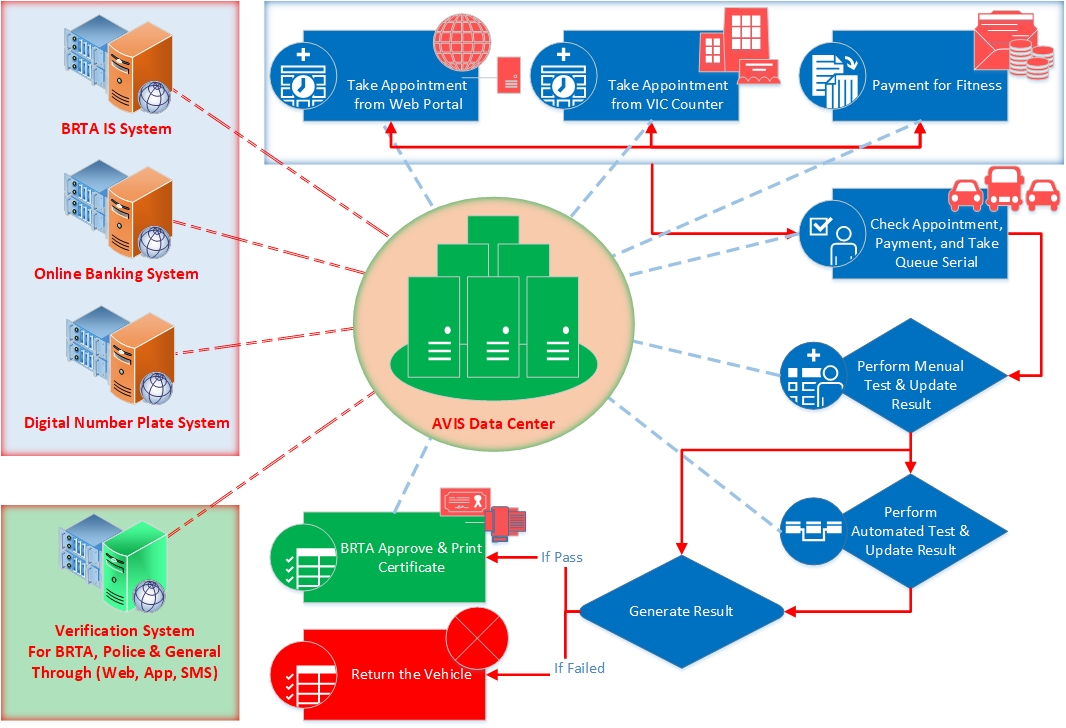 BRTA IS System
Online Banking System
Digital Number Plate System
Verification System
For BRTA, Police & General
Through (Web, App, SMS)
Take Appointment
from Web Portal
Take Appointment
from VIC Counter
Payment for Fitness
Check Appointment,
Payment, and Take
Queue Serial
AVIS Data Center
Perform Menual
Test & Update
Result
Perform
Automated Test &
Update Result
Generate Result
If Pass
BRTA Approve & Print
Certificate
If Failed
Return the Vehicle